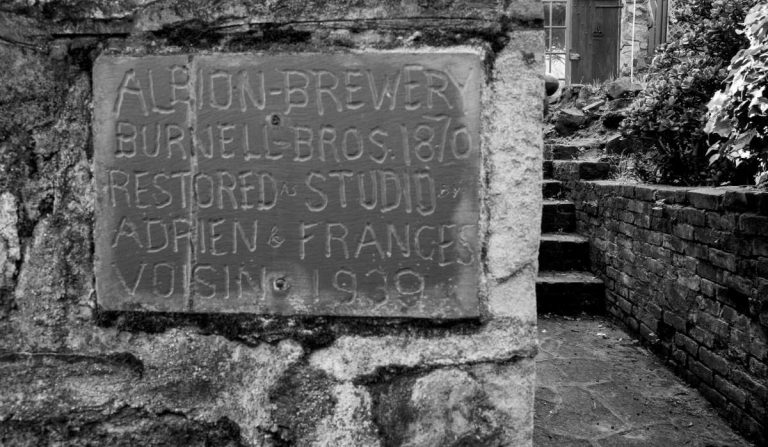 ALBION-BREWERY
BURNELL-BROS. 1870
RESTORED AS STUDIO BY
ADRIEN & FRANCES
VOISIN 1939